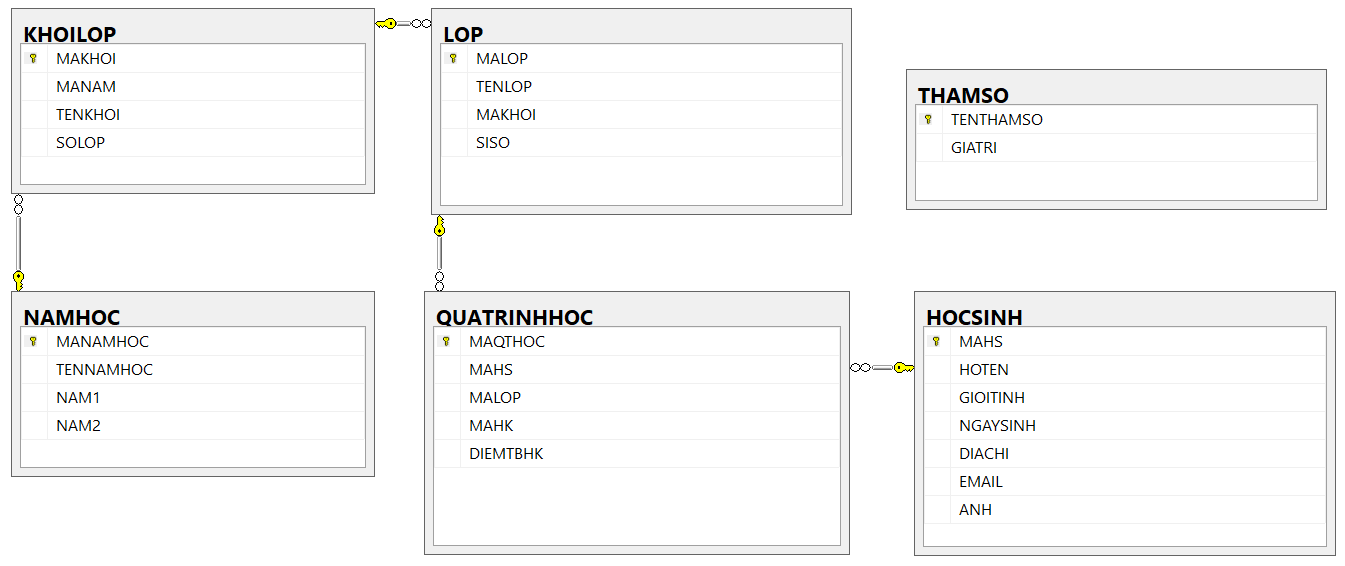 KHOILOP
MAKHOI
MANAM
TENKHOI
SOLOP
LOP
MALOP
TENLOP
MAKHOI
SISO
THAMSO
TENTHAMSO
GIATRI
NAMHOC
MANAMHOC
TENNAMHOC
NAM1
NAM2
QUATRINHHOC
MAQTHOC
MAHS
MALOP
MAHK
DIEMTBHK
HOCSINH
MAHS
HOTEN
GIOITINH
NGAYSINH
DIACHI
EMAIL
ANH